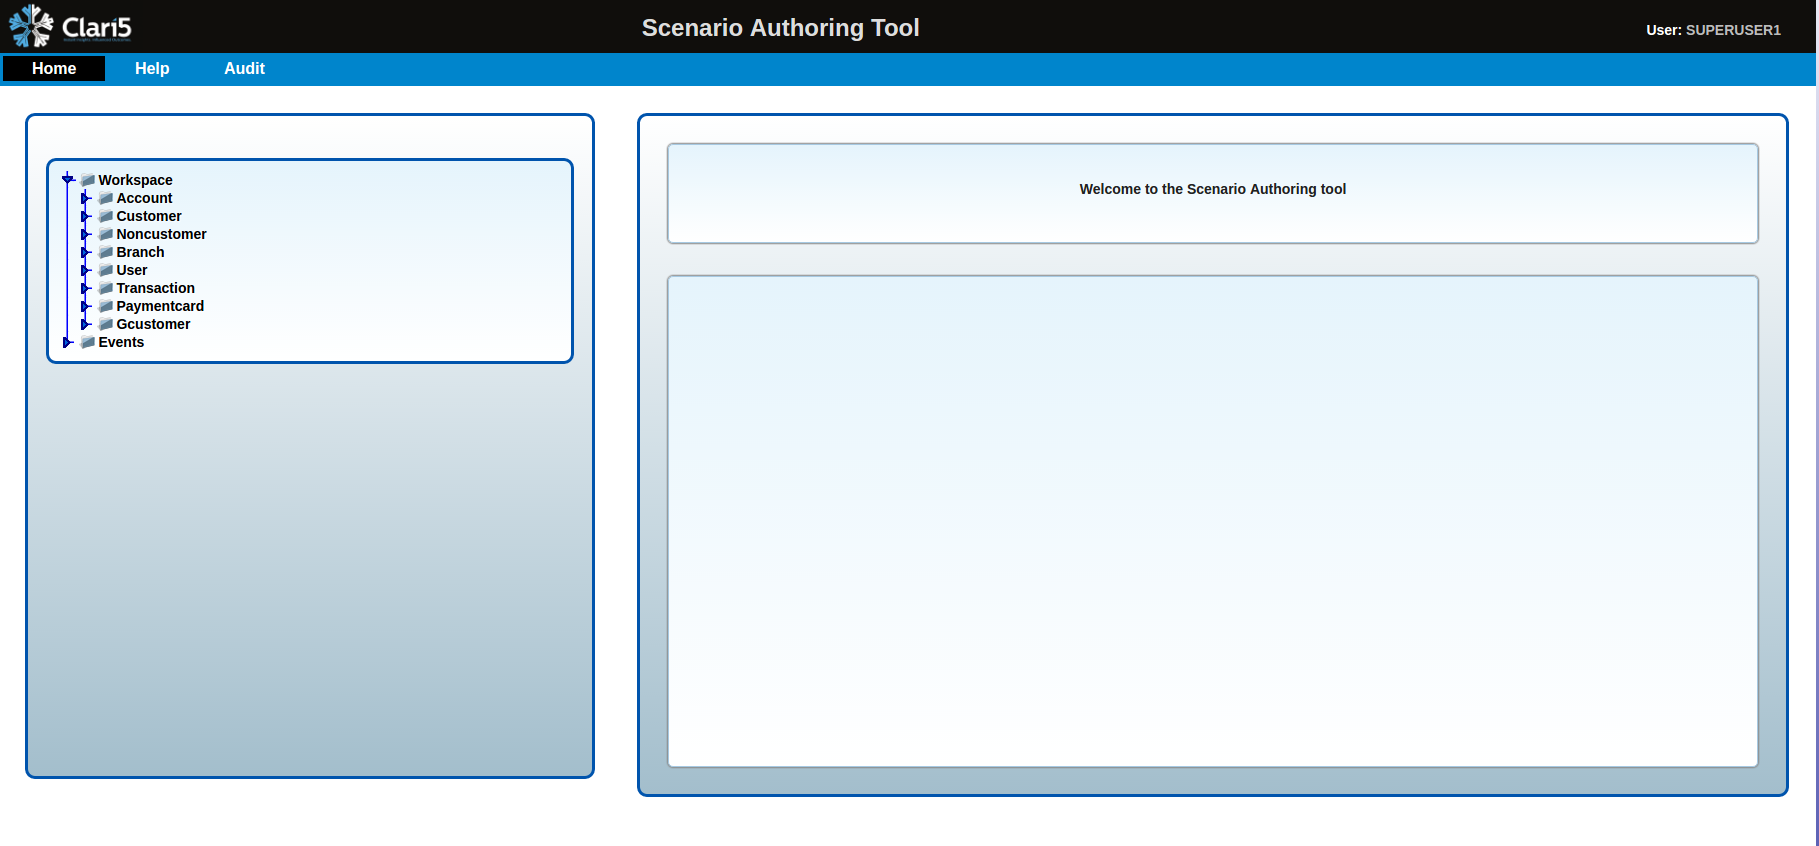 Clari5
Scenario Authoring Tool
User: SUPERUSER1
Home Help Audit
Workspace
Account
Customer
Noncustomer
Branch
User
Transaction
Paymentcard
Gcustomer
Events
Welcome to the Scenario Authoring tool